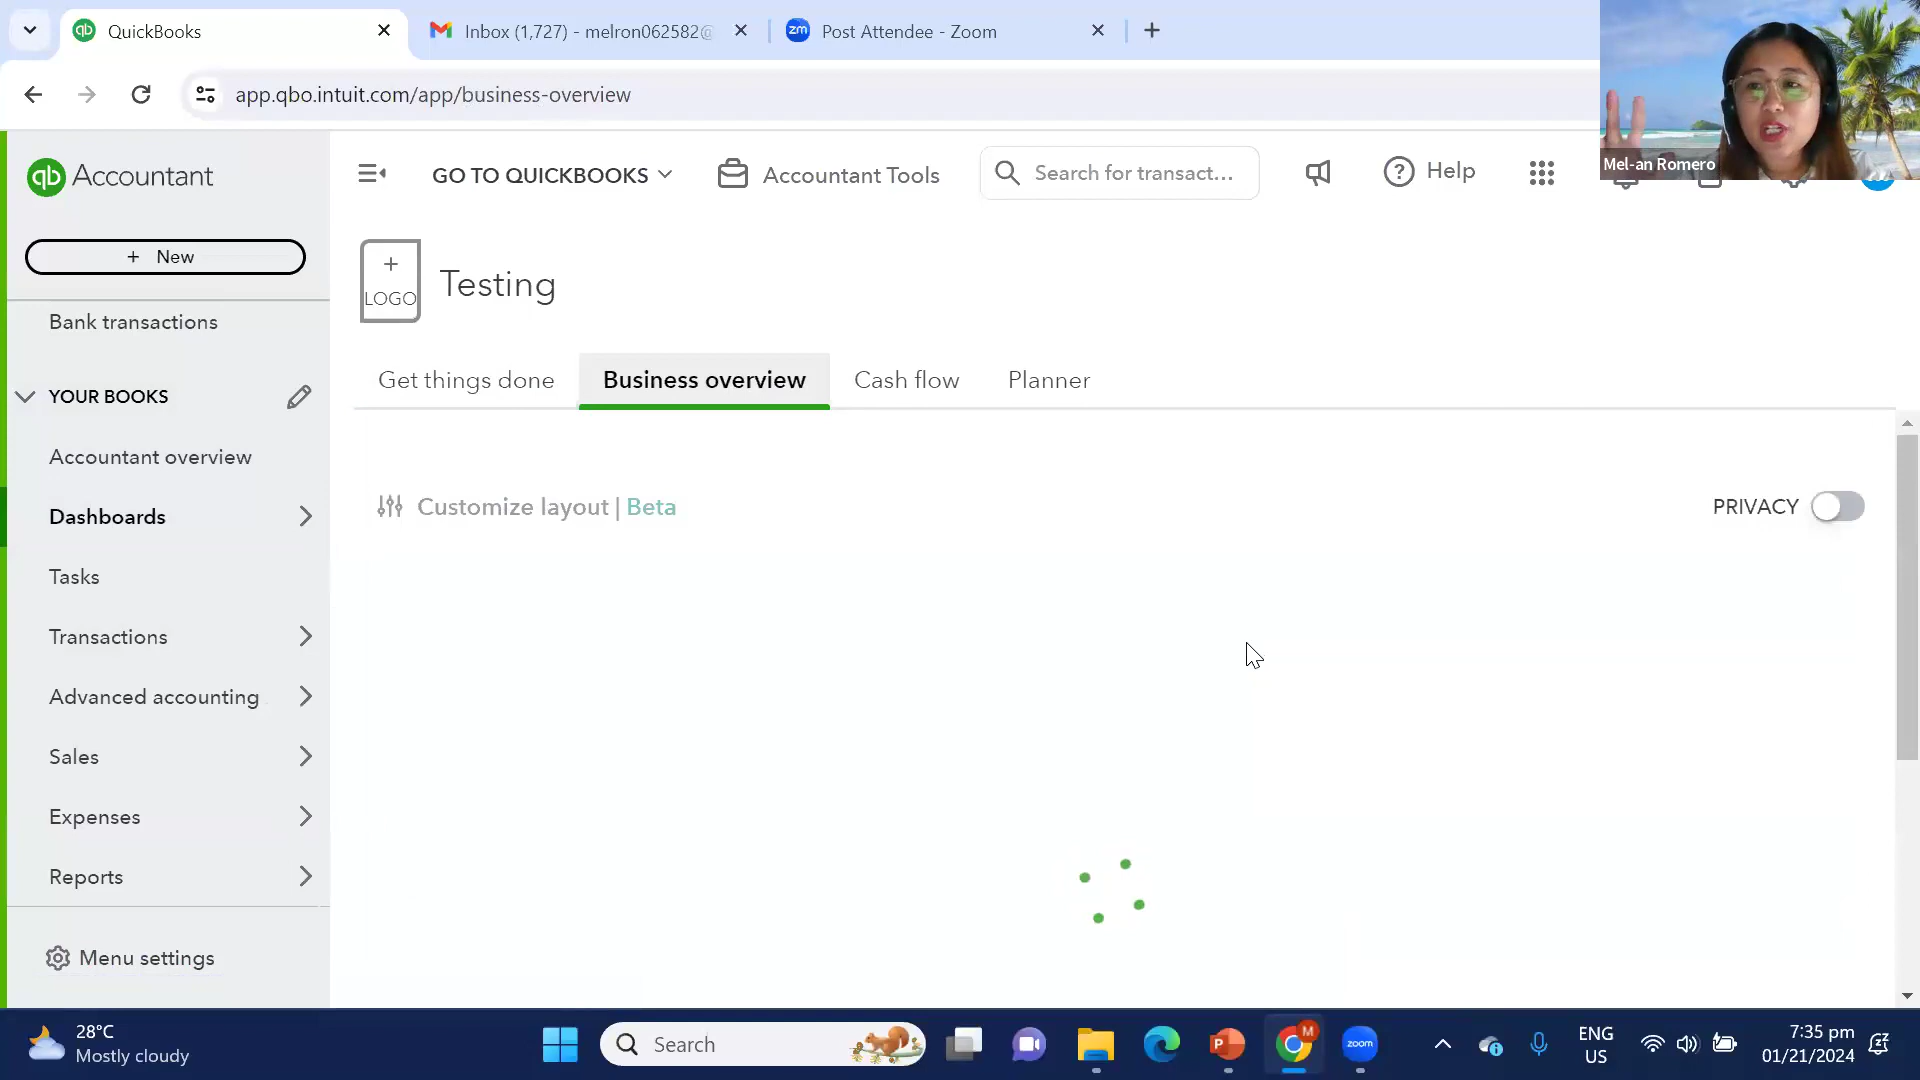 QuickBooks
Inbox (1,727) - melron062582@
zm
Post Attendee - Zoom
app.qbo.intuit.com/app/business-overview
Mel-an Romero
qb Accountant
GO TO QUICKBOOKS
Accountant Tools
Search for transact...
Help
+ New
+
LOGO
Testing
Bank transactions
Get things done
Business overview
Cash flow
Planner
YOUR BOOKS
Accountant overview
Customize layout | Beta
PRIVACY
Dashboards
Tasks
Transactions
Advanced accounting
Sales
Expenses
Reports
Menu settings
28°C
Mostly cloudy
Search
P
M
zoom
ENG
US
7:35 pm
01/21/2024